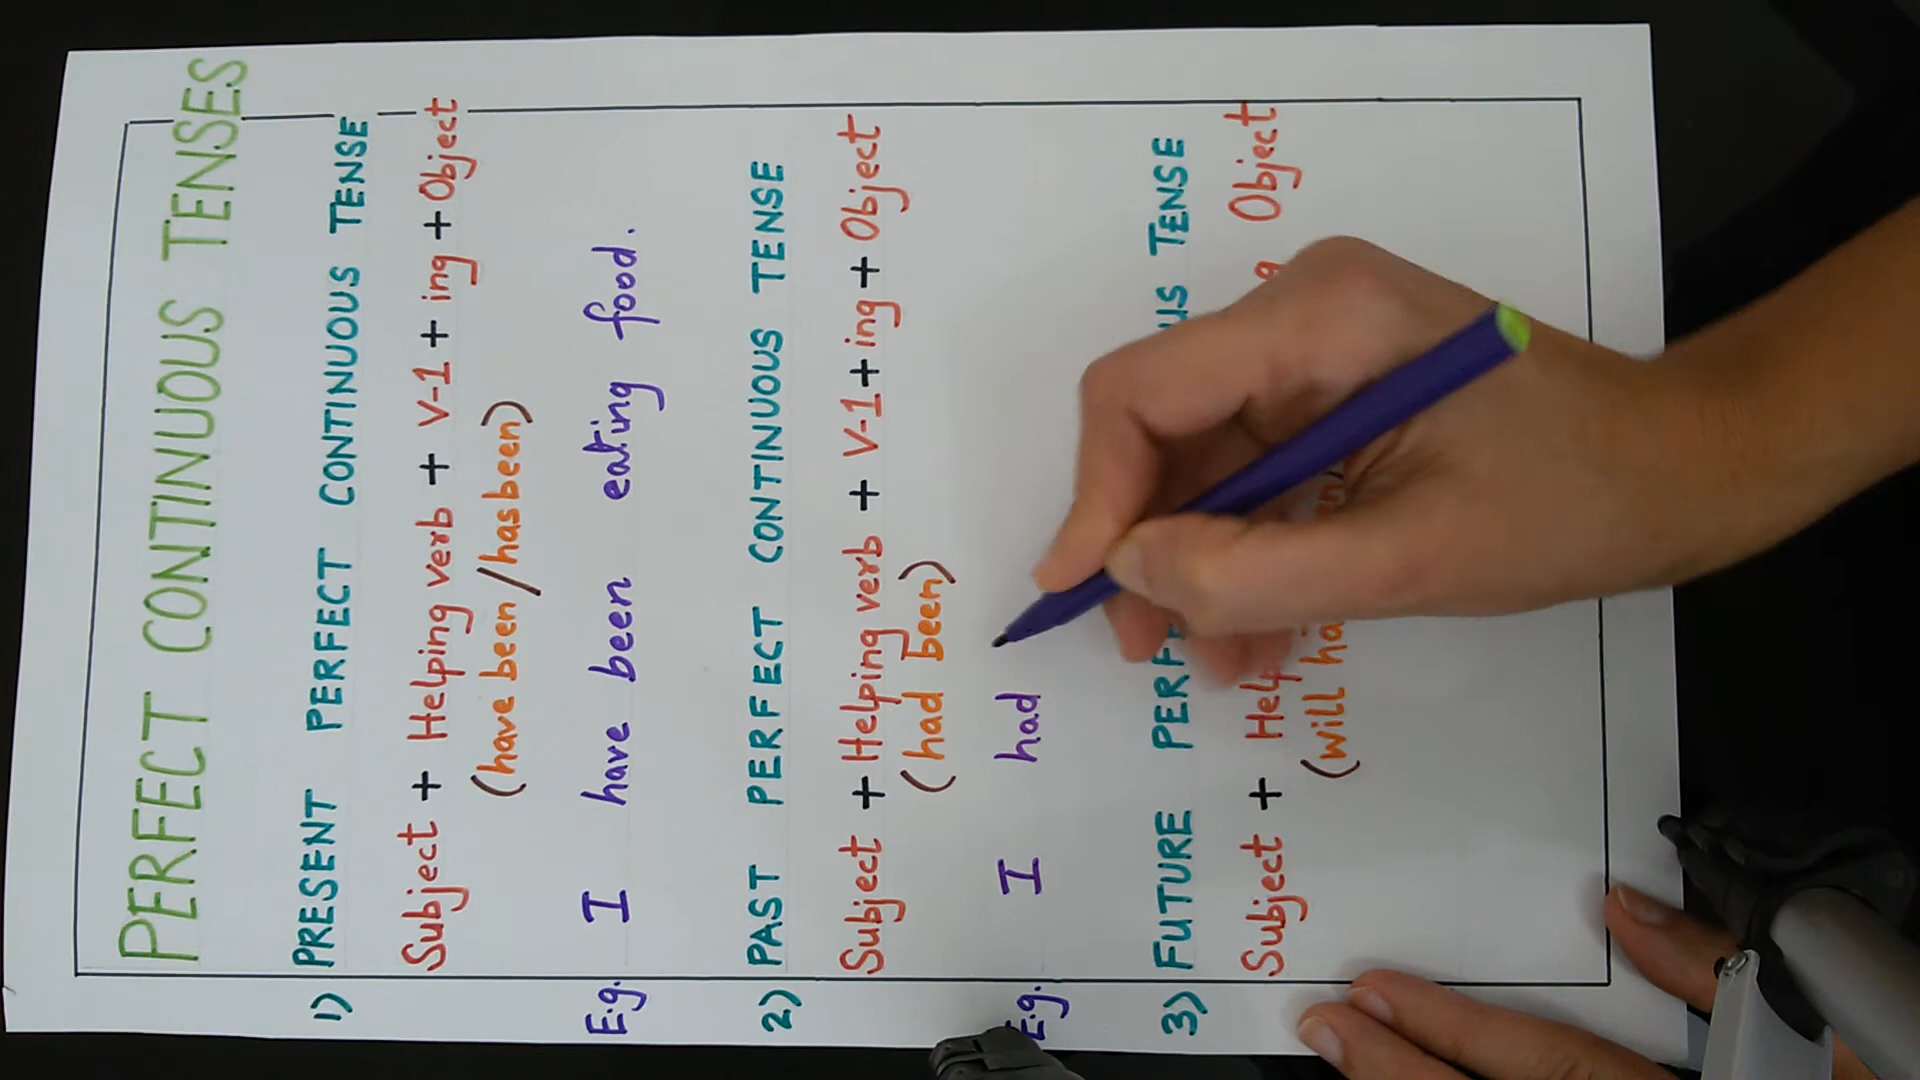 PERFECT CONTINUOUS TENSES
1) PRESENT PERFECT CONTINUOUS TENSE
Subject + Helping verb + V-1 + ing + Object
(have been / has been)
E.g. I have been eating food.
2) PAST PERFECT CONTINUOUS TENSE
Subject + Helping verb + V-1 + ing + Object
(had been)
E.g. I had
3) FUTURE TENSE
Subject + Object
(will